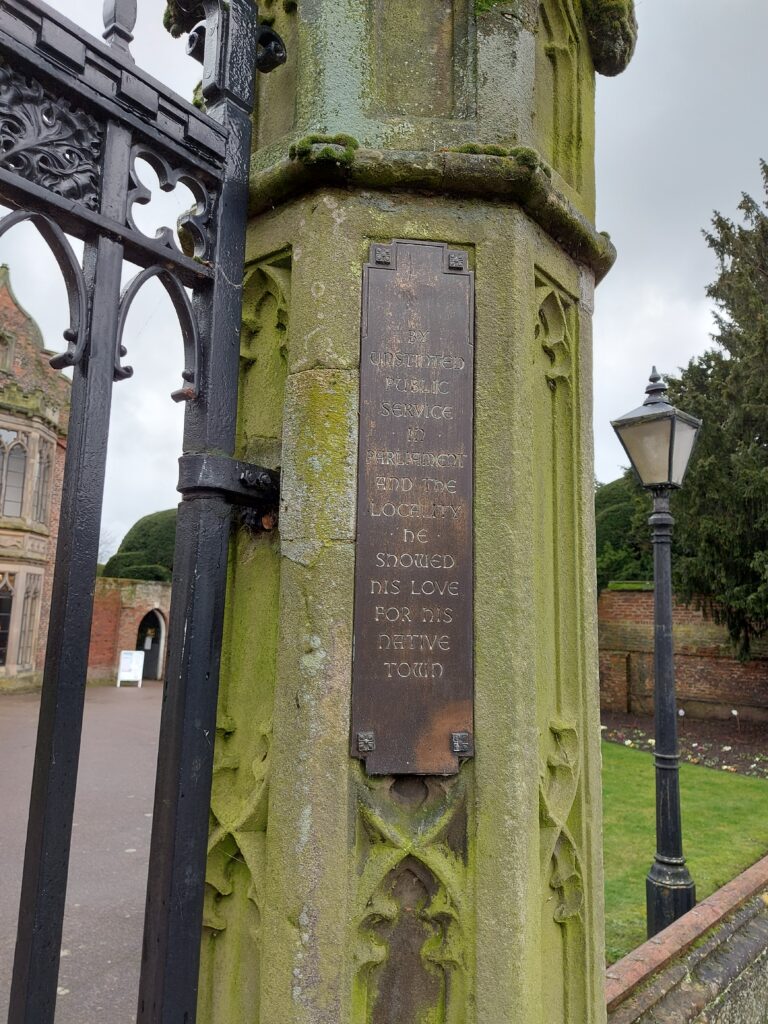 BY
UNSTINTED
PUBLIC
SERVICE
IN
PARLIAMENT
AND THE
LOCALITY
HE
SHOWED
HIS LOVE
FOR HIS
NATIVE
TOWN